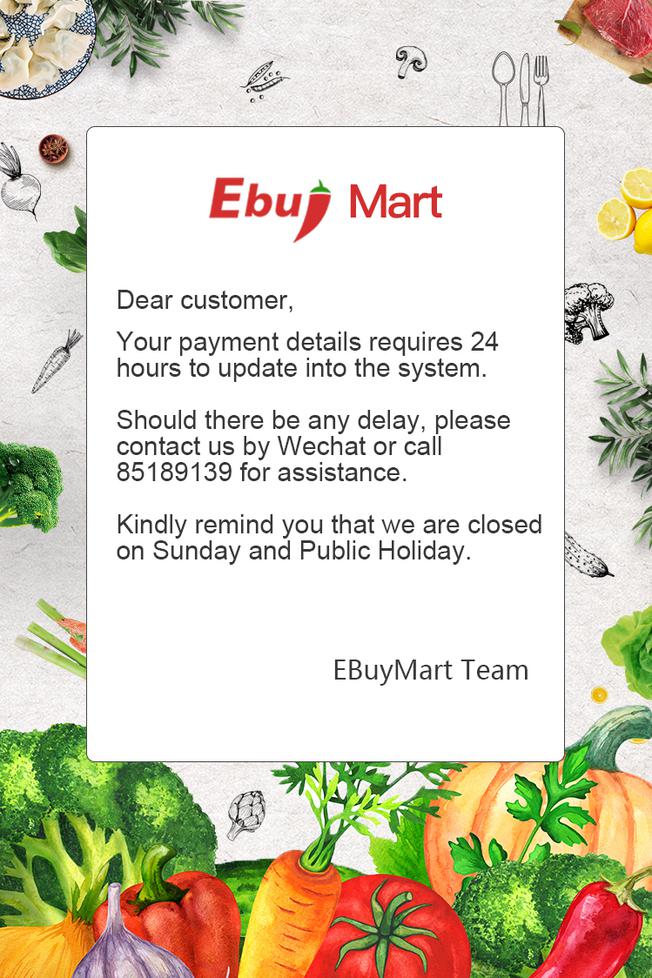 Ebuy Mart
Dear customer,
Your payment details requires 24
hours to update into the system.
Should there be any delay, please
contact us by Wechat or call
85189139 for assistance.
Kindly remind you that we are closed
on Sunday and Public Holiday.
EBuyMart Team